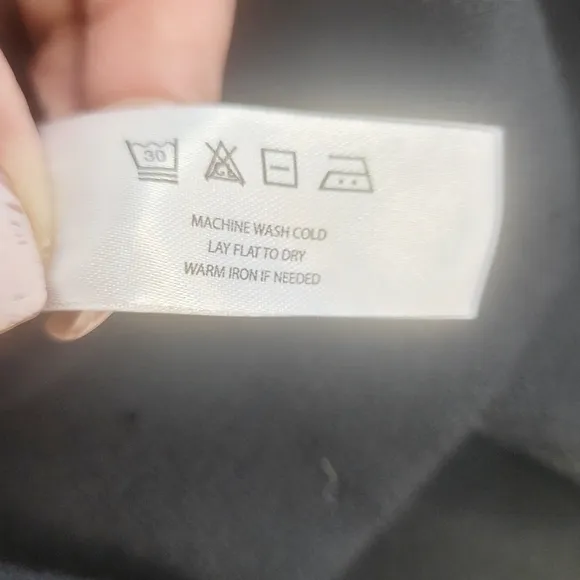 30
MACHINE WASH COLD
LAY FLAT TO DRY
WARM IRON IF NEEDED